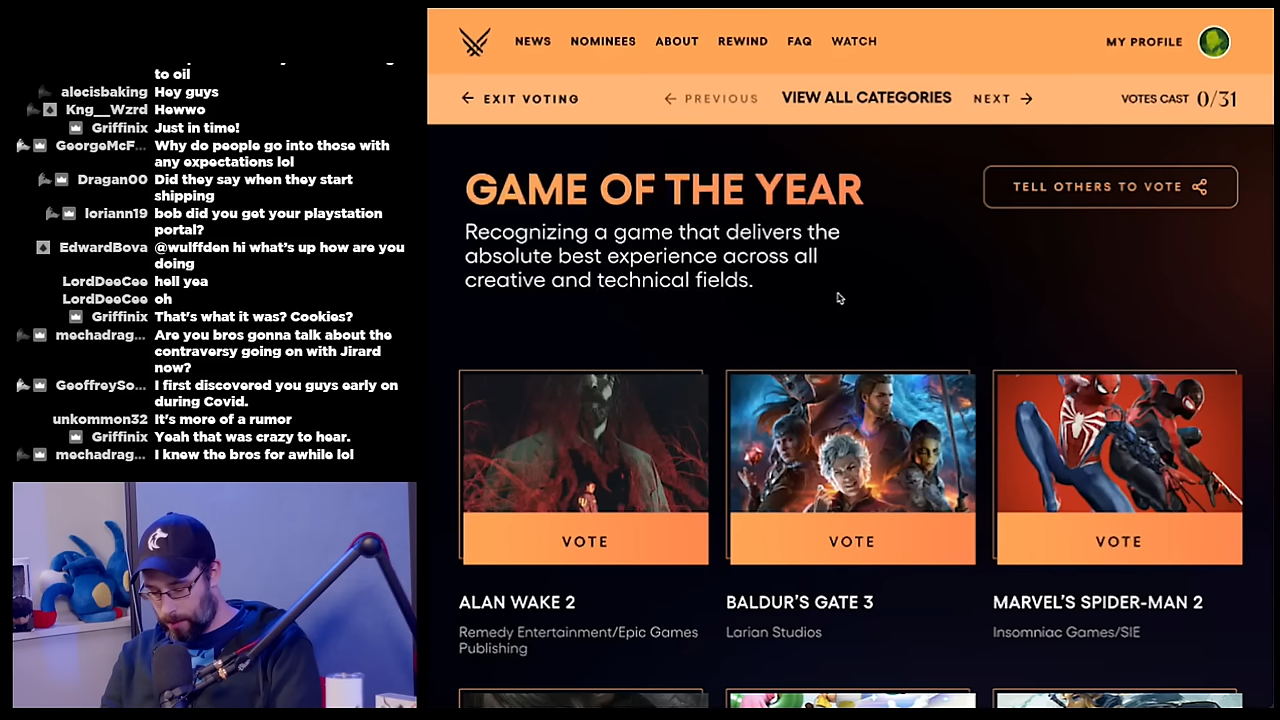 to oil
alecisbaking Hey guys
Kng__Wzrd Hewwo
Griffinix Just in time!
GeorgeMcF... Why do people go into those with
any expectations lol
Dragan00 Did they say when they start
shipping
loriann19 bob did you get your playstation
portal?
EdwardBova @wulffden hi what's up how are you
doing
LordDeeCee hell yea
LordDeeCee oh
Griffinix That's what it was? Cookies?
mechadrag... Are you bros gonna talk about the
contraversy going on with Jirard
now?
GeoffreySo... I first discovered you guys early on
during Covid.
unkommon32 It's more of a rumor
Griffinix Yeah that was crazy to hear.
mechadrag... I knew the bros for awhile lol
NEWS NOMINEES ABOUT REWIND FAQ WATCH MY PROFILE
← EXIT VOTING ← PREVIOUS VIEW ALL CATEGORIES NEXT → VOTES CAST 0/31
GAME OF THE YEAR
TELL OTHERS TO VOTE
Recognizing a game that delivers the
absolute best experience across all
creative and technical fields.
VOTE VOTE VOTE
ALAN WAKE 2
Remedy Entertainment/Epic Games
Publishing
BALDUR'S GATE 3
Larian Studios
MARVEL'S SPIDER-MAN 2
Insomniac Games/SIE